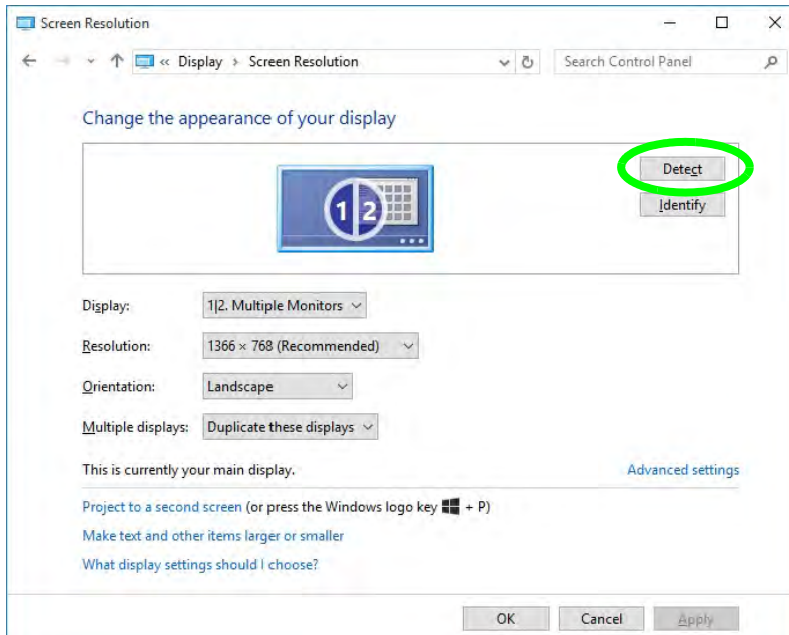 Screen Resolution
« Display › Screen Resolution
Search Control Panel
Change the appearance of your display
1 2
Detect
Identify
Display: 1|2. Multiple Monitors
Resolution: 1366 × 768 (Recommended)
Orientation: Landscape
Multiple displays: Duplicate these displays
This is currently your main display. Advanced settings
Project to a second screen (or press the Windows logo key + P)
Make text and other items larger or smaller
What display settings should I choose?
OK Cancel Apply